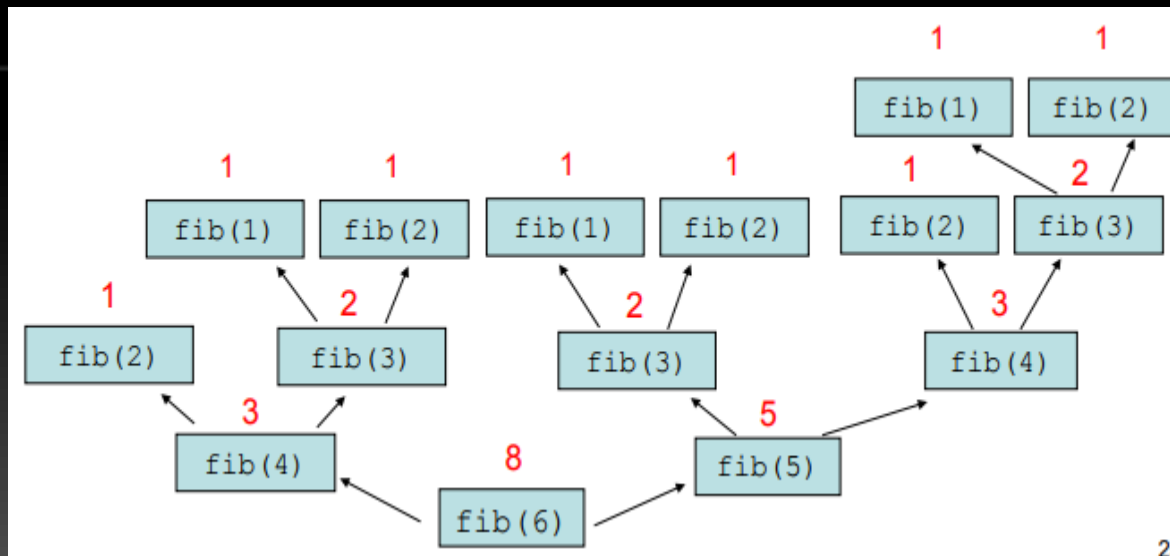 1 1
fib(1) fib(2)
1 1 1 1 1 2
fib(1) fib(2) fib(1) fib(2) fib(2) fib(3)
1 2 2 3
fib(2) fib(3) fib(3) fib(4)
3 5
fib(4) fib(5)
8
fib(6)
2